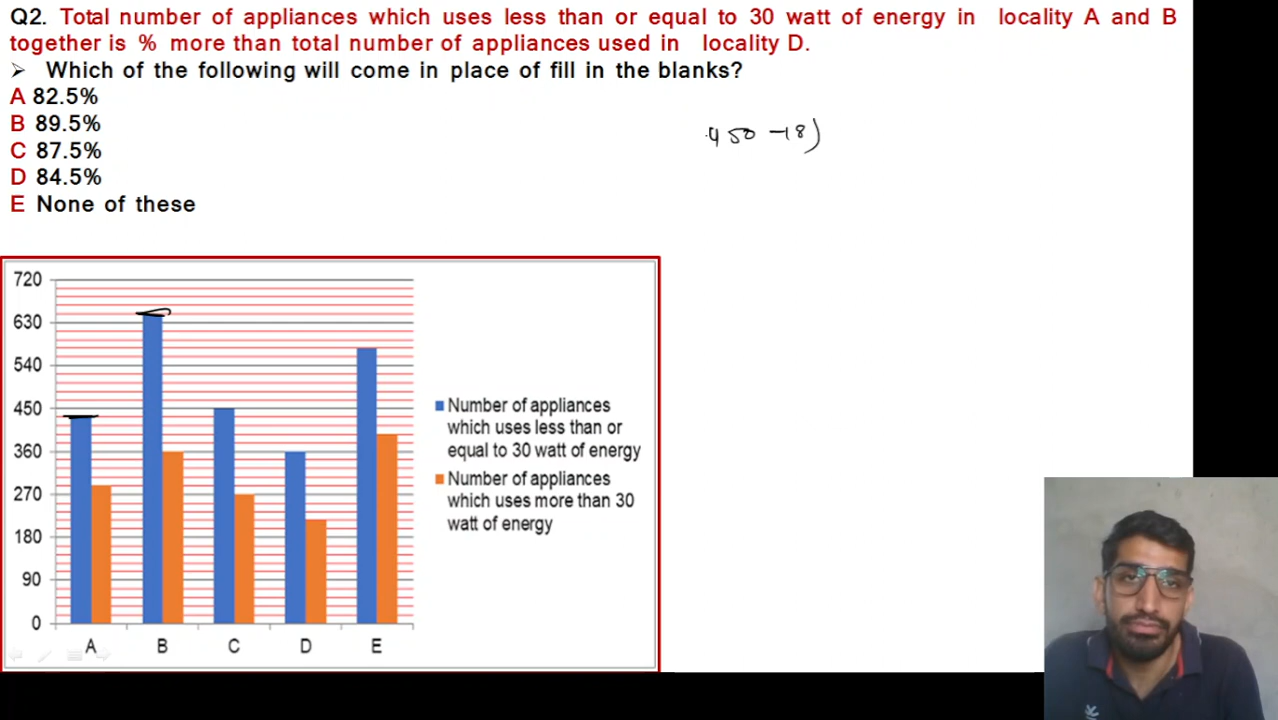 Q2. Total number of appliances which uses less than or equal to 30 watt of energy in locality A and B
together is % more than total number of appliances used in locality D.
➢ Which of the following will come in place of fill in the blanks?
A 82.5%
B 89.5%
C 87.5%
D 84.5%
E None of these
450 -18)
720
630
540
450
360
270
180
90
0
A B C D E
Number of appliances
which uses less than or
equal to 30 watt of energy
Number of appliances
which uses more than 30
watt of energy